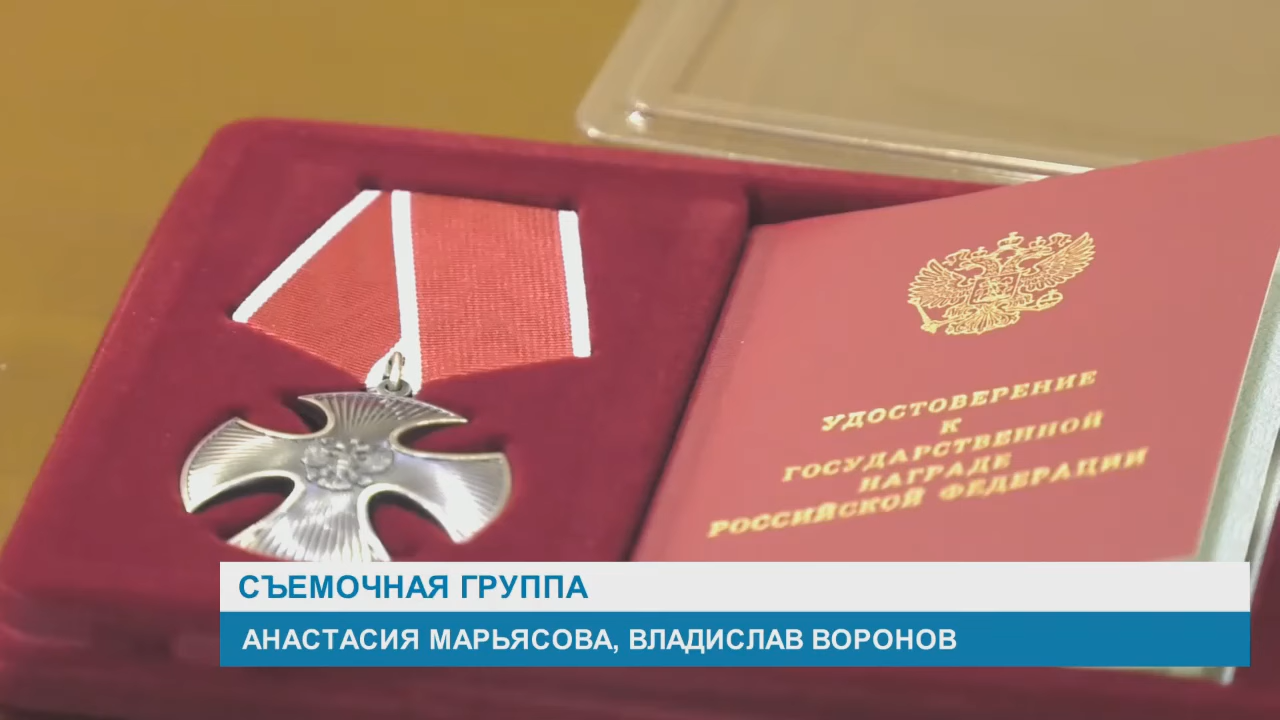 УДОСТОВЕРЕНИЕ
К
ГОСУДАРСТВЕННОЙ
НАГРАДЕ
РОССИЙСКОЙ ФЕДЕРАЦИИ
СЪЕМОЧНАЯ ГРУППА
АНАСТАСИЯ МАРЬЯСОВА, ВЛАДИСЛАВ ВОРОНОВ